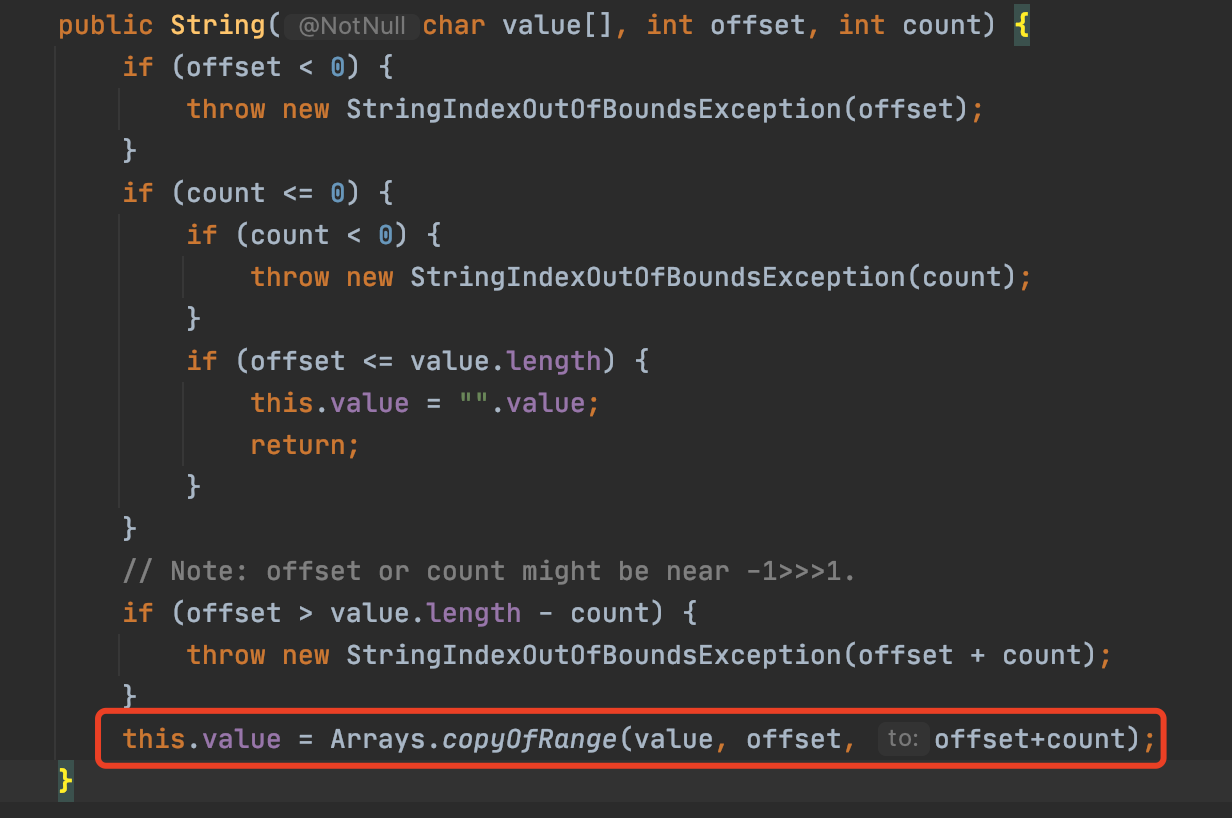 public String( @NotNull char value[], int offset, int count) {
    if (offset < 0) {
        throw new StringIndexOutOfBoundsException(offset);
    }
    if (count <= 0) {
        if (count < 0) {
            throw new StringIndexOutOfBoundsException(count);
        }
        if (offset <= value.length) {
            this.value = "".value;
            return;
        }
    }
    // Note: offset or count might be near -1>>>1.
    if (offset > value.length - count) {
        throw new StringIndexOutOfBoundsException(offset + count);
    }
    this.value = Arrays.copyOfRange(value, offset, to: offset+count);
}